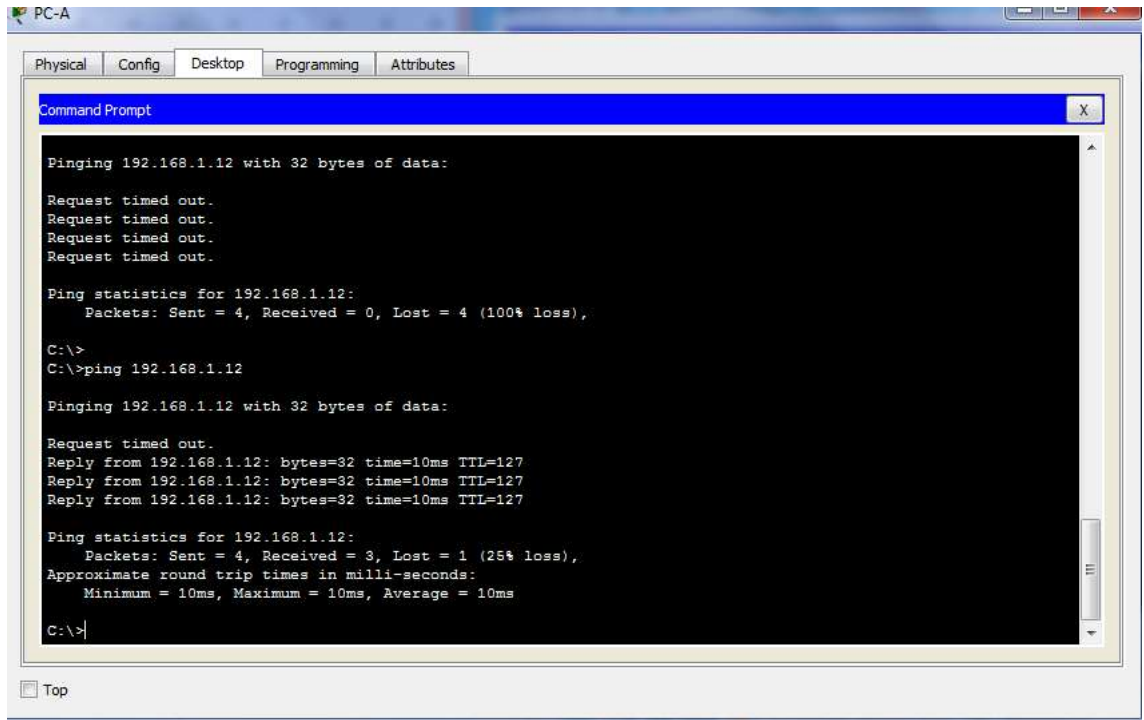 PC-A
Physical Config Desktop Programming Attributes
Command Prompt
X
Pinging 192.168.1.12 with 32 bytes of data:
Request timed out.
Request timed out.
Request timed out.
Request timed out.
Ping statistics for 192.168.1.12:
Packets: Sent = 4, Received = 0, Lost = 4 (100% loss),
C:\>
C:\>ping 192.168.1.12
Pinging 192.168.1.12 with 32 bytes of data:
Request timed out.
Reply from 192.168.1.12: bytes=32 time=10ms TTL=127
Reply from 192.168.1.12: bytes=32 time=10ms TTL=127
Reply from 192.168.1.12: bytes=32 time=10ms TTL=127
Ping statistics for 192.168.1.12:
Packets: Sent = 4, Received = 3, Lost = 1 (25% loss),
Approximate round trip times in milli-seconds:
Minimum = 10ms, Maximum = 10ms, Average = 10ms
C:\>
Top